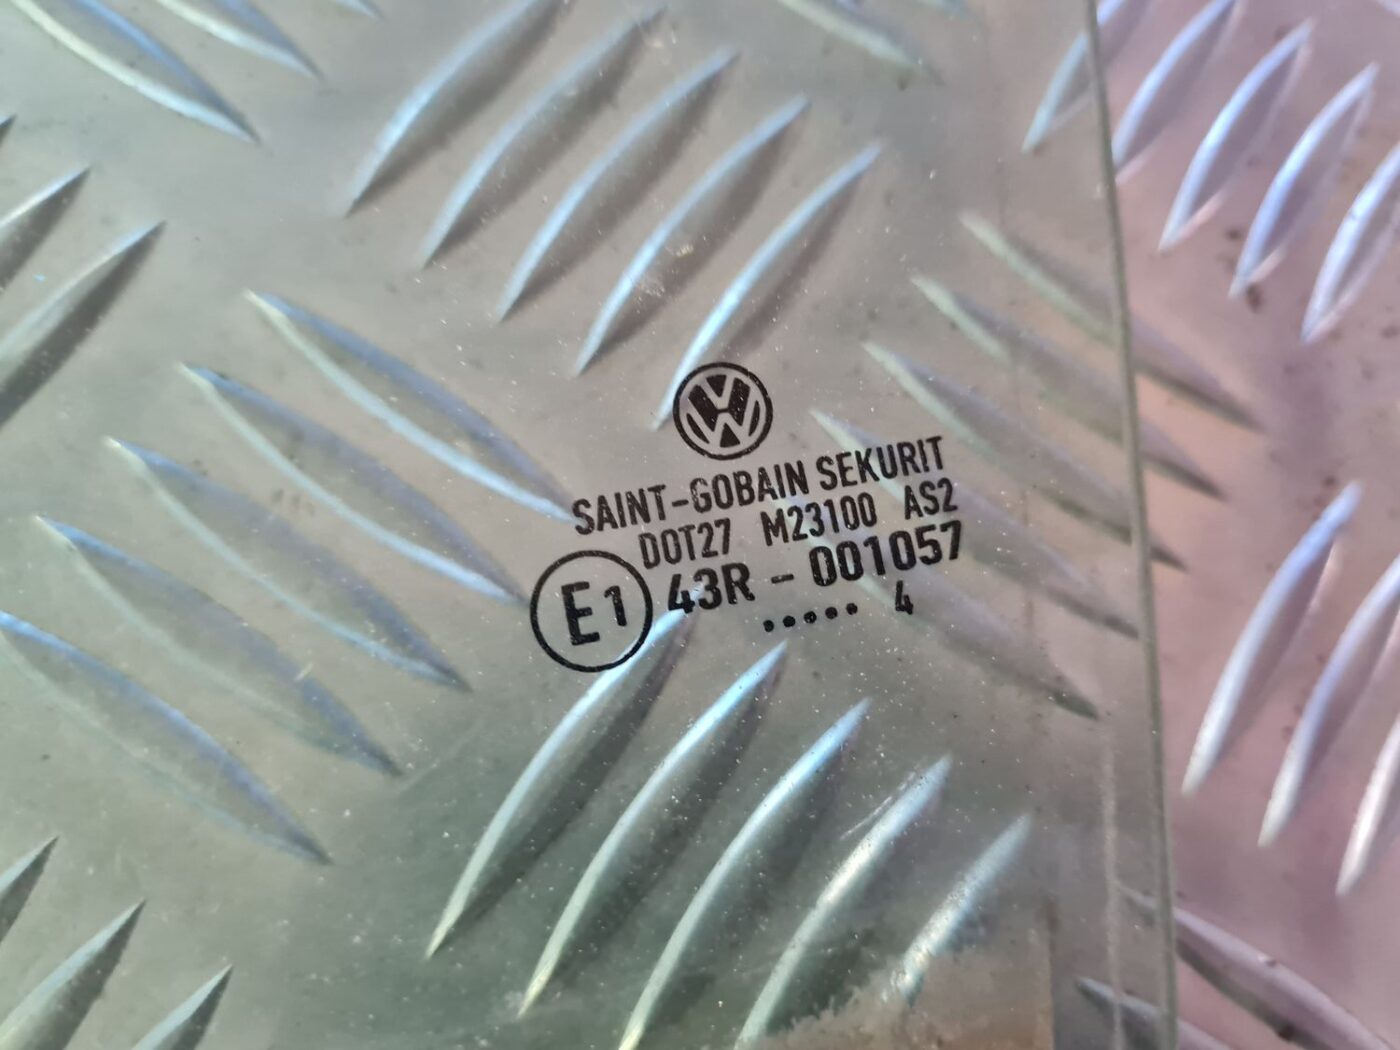 SAINT-GOBAIN SEKURIT
DOT27 M23100 AS2
E1 43R - 001057
..... 4